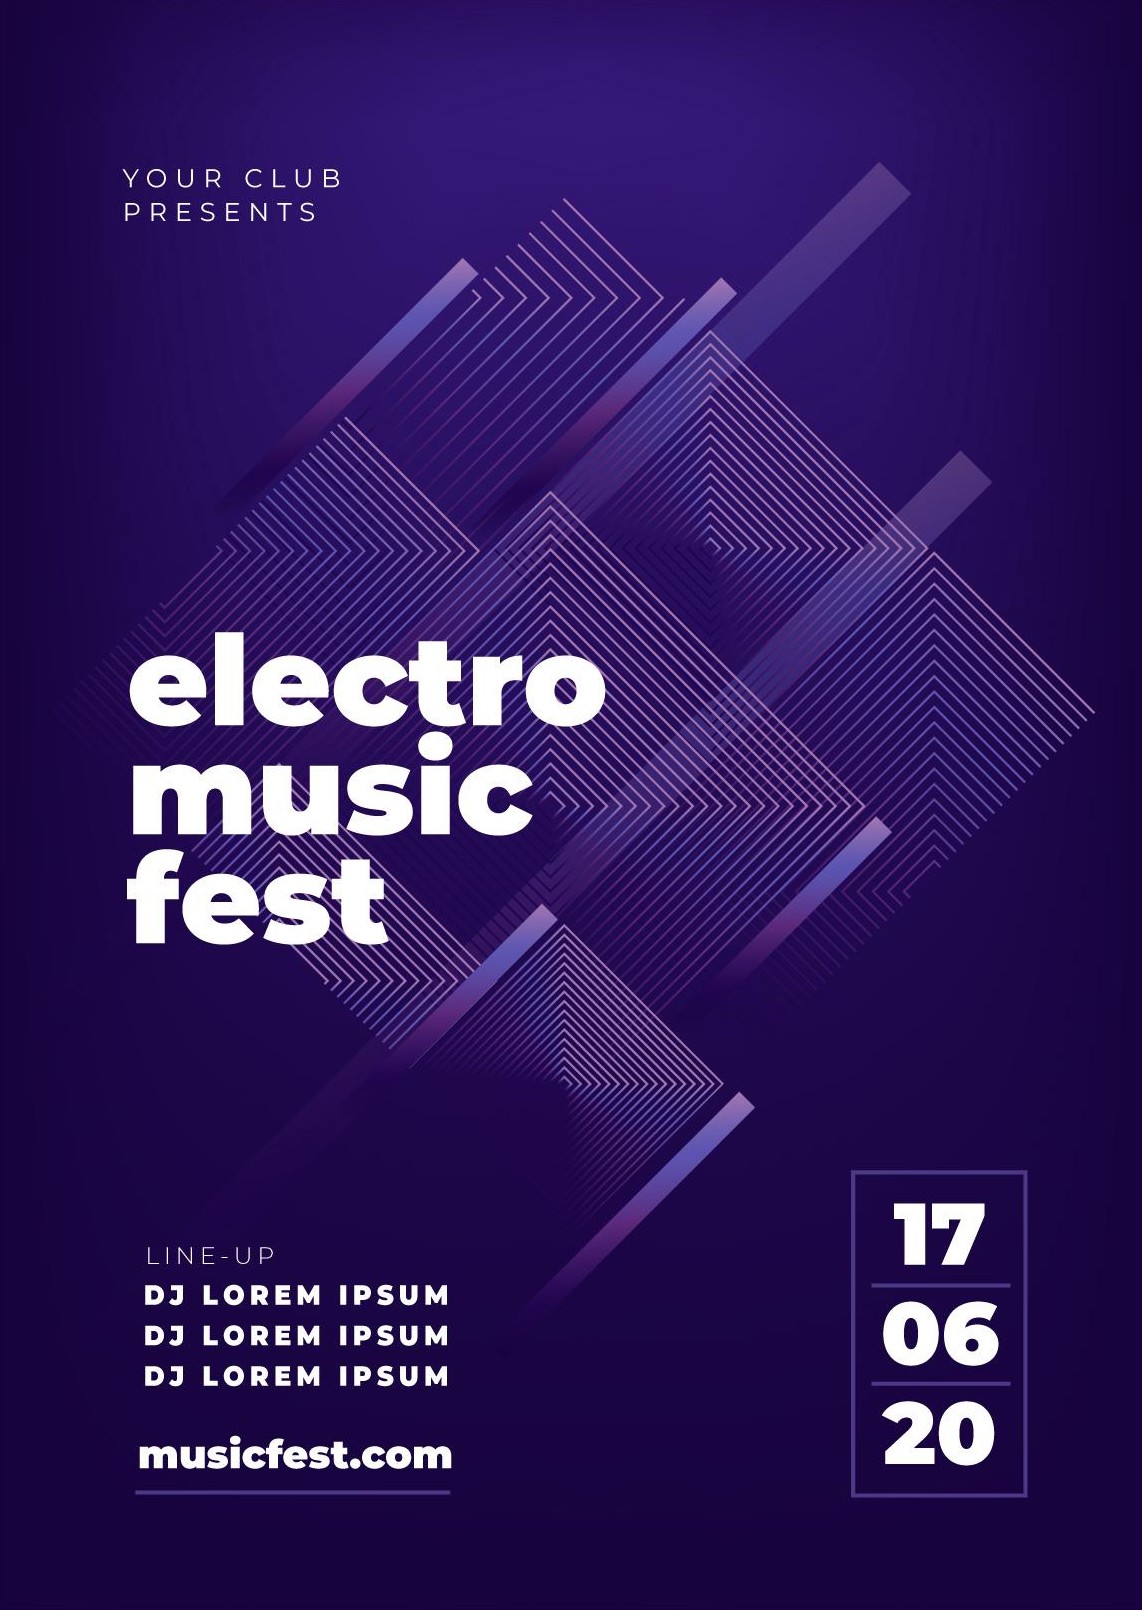 YOUR CLUB
PRESENTS
electro
music
fest
LINE-UP
DJ LOREM IPSUM
DJ LOREM IPSUM
DJ LOREM IPSUM
musicfest.com
17
06
20